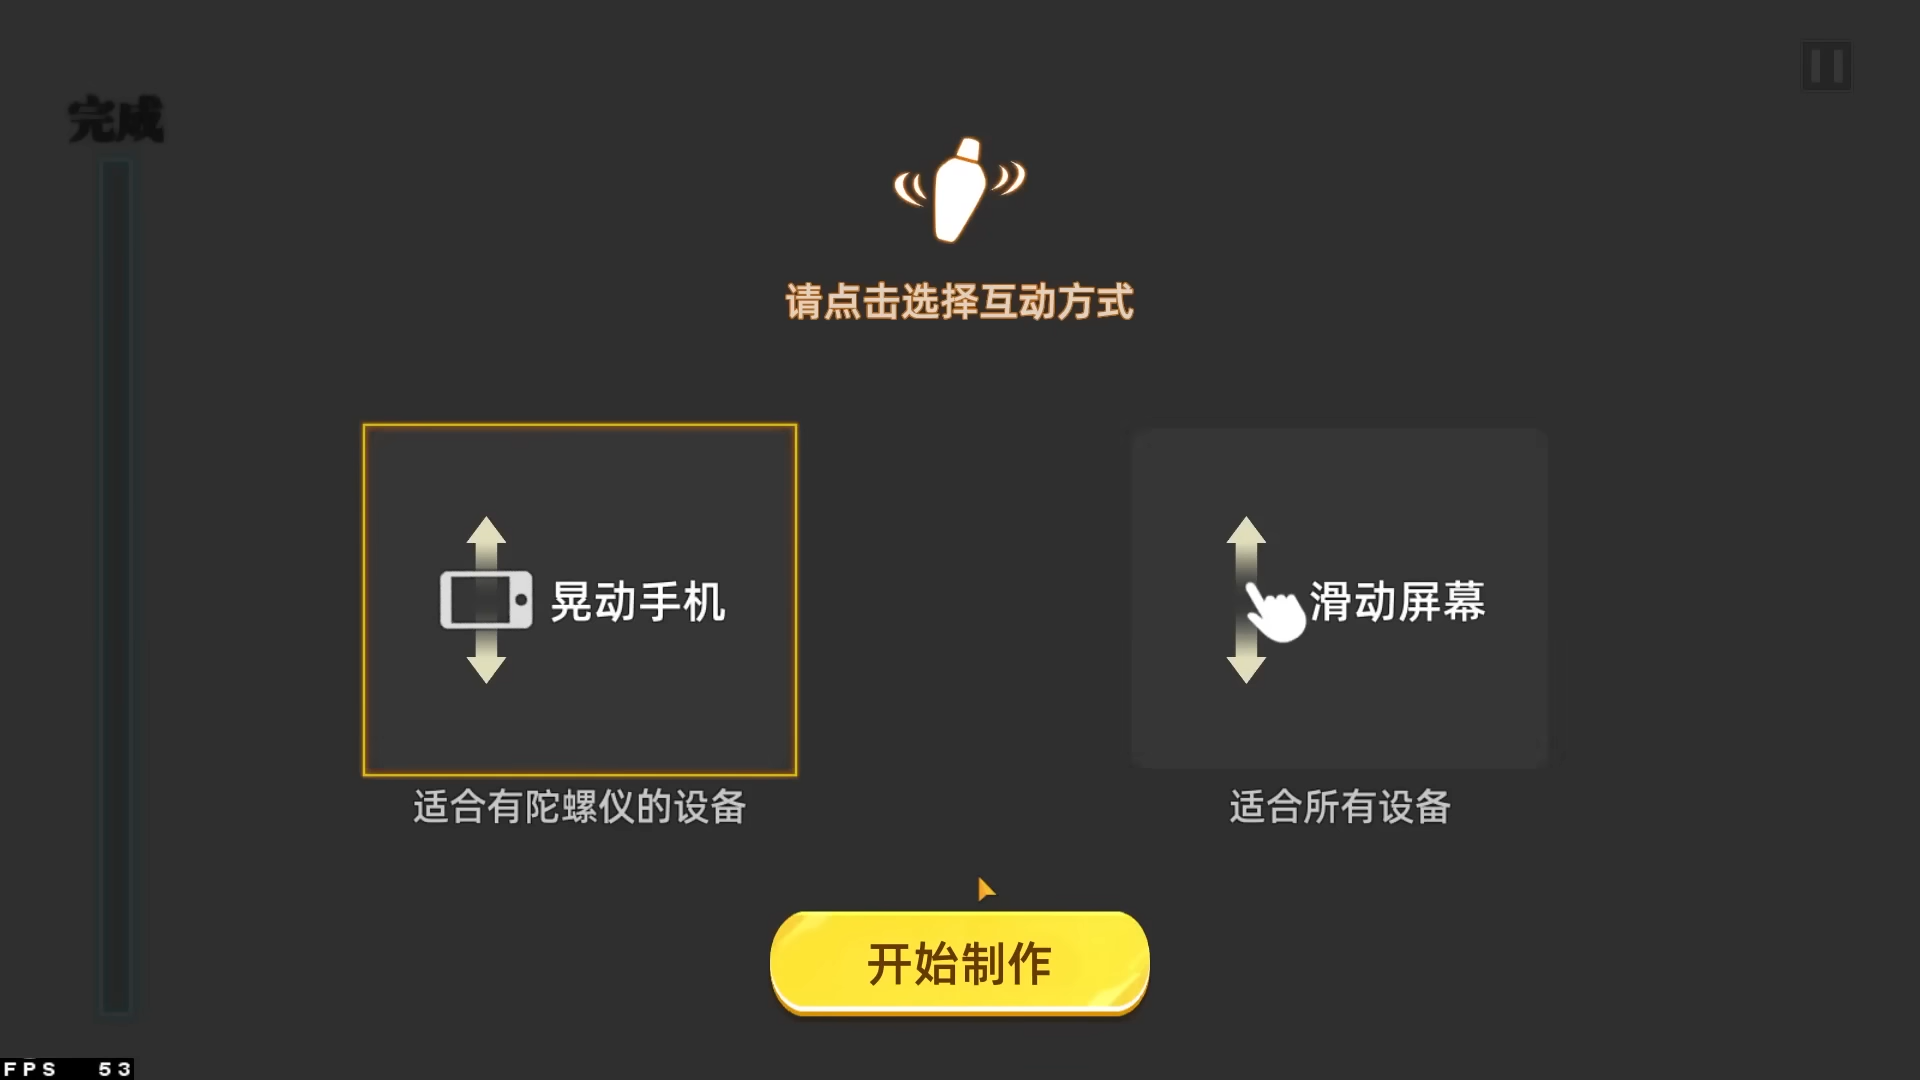 完成
请点击选择互动方式
晃动手机
滑动屏幕
适合有陀螺仪的设备
适合所有设备
开始制作
FPS 53